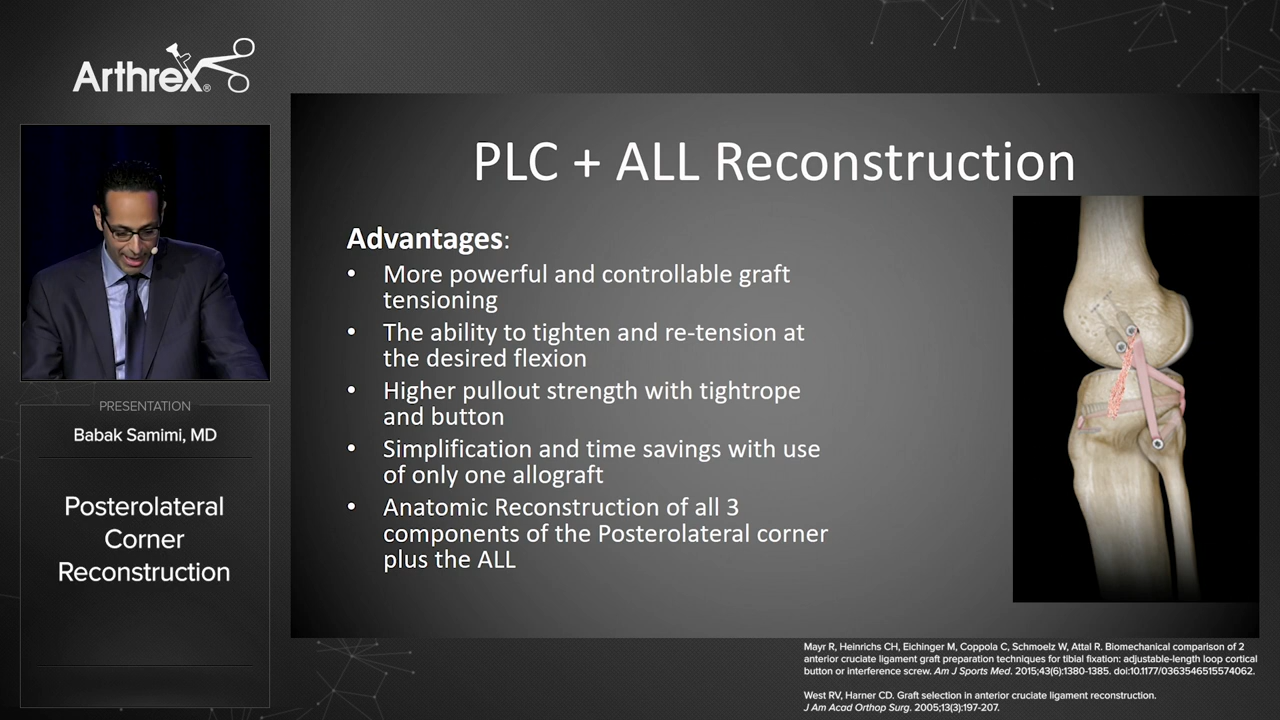 Arthrex®
PRESENTATION
Babak Samimi, MD
Posterolateral
Corner
Reconstruction
PLC + ALL Reconstruction
Advantages:
• More powerful and controllable graft
tensioning
• The ability to tighten and re-tension at
the desired flexion
• Higher pullout strength with tightrope
and button
• Simplification and time savings with use
of only one allograft
• Anatomic Reconstruction of all 3
components of the Posterolateral corner
plus the ALL
Mayr R, Heinrichs CH, Eichinger M, Coppola C, Schmoelz W, Attal R. Biomechanical comparison of 2
anterior cruciate ligament graft preparation techniques for tibial fixation: adjustable-length loop cortical
button or interference screw. Am J Sports Med. 2015;43(6):1380-1385. doi:10.1177/0363546515574062.
West RV, Harner CD. Graft selection in anterior cruciate ligament reconstruction.
J Am Acad Orthop Surg. 2005;13(3):197-207.